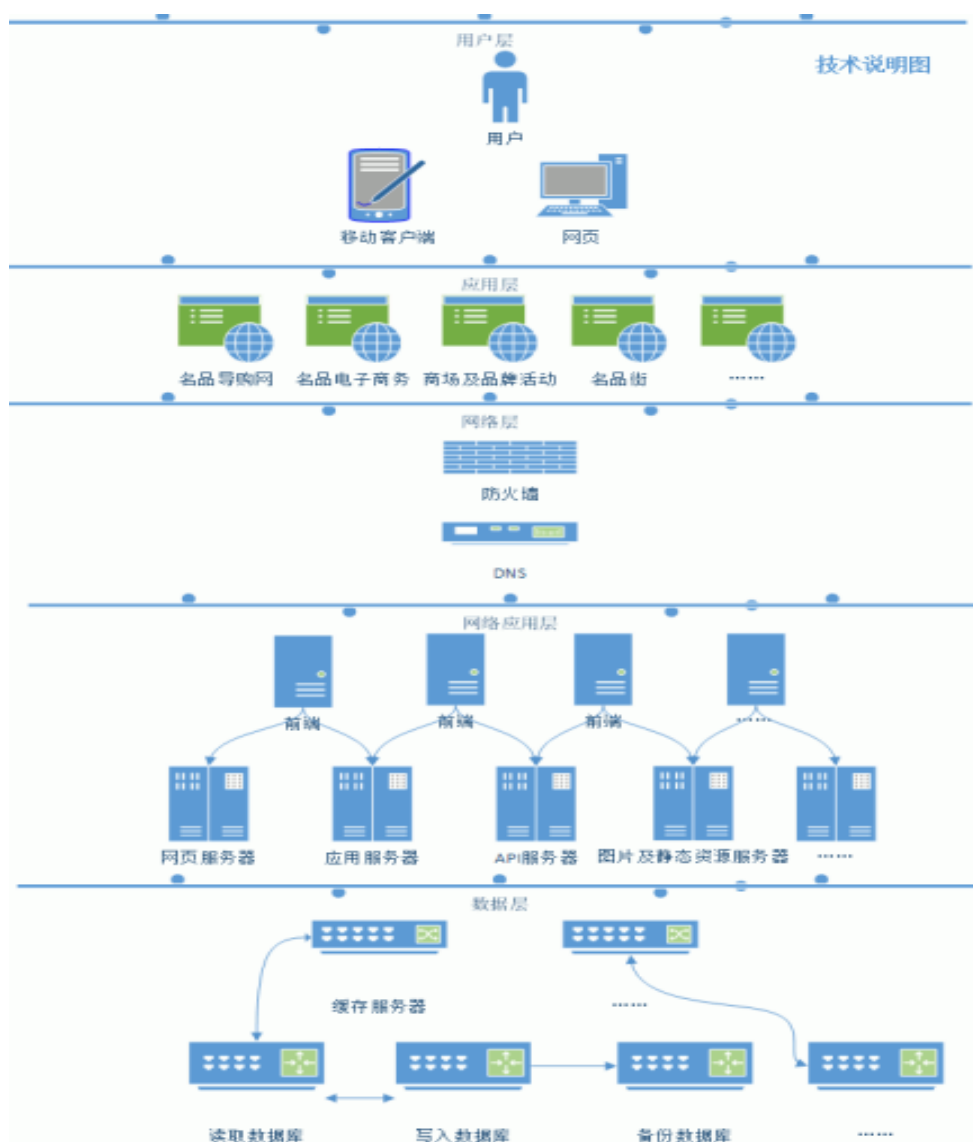 用户层
技术说明图
用户
移动客户端 网页
应用层
名品导购网 名品电子商务 商场及品牌活动 名品街 ……
网络层
防火墙
DNS
网络应用层
前端 前端 前端 ……
网页服务器 应用服务器 API服务器 图片及静态资源服务器 ……
数据层
缓存服务器 ……
读取数据库 写入数据库 备份数据库 ……